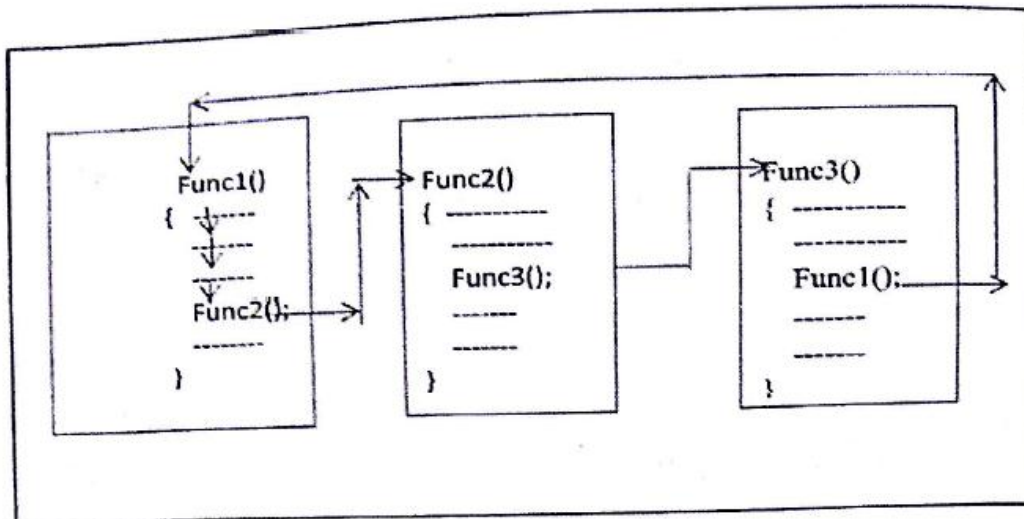 Func1()
{ -------
-------
-------
Func2();
-------
}
Func2()
{ ----------
----------
Func3();
------
------
}
Func3()
{ -----------
-----------
Func1();
-------
-------
}